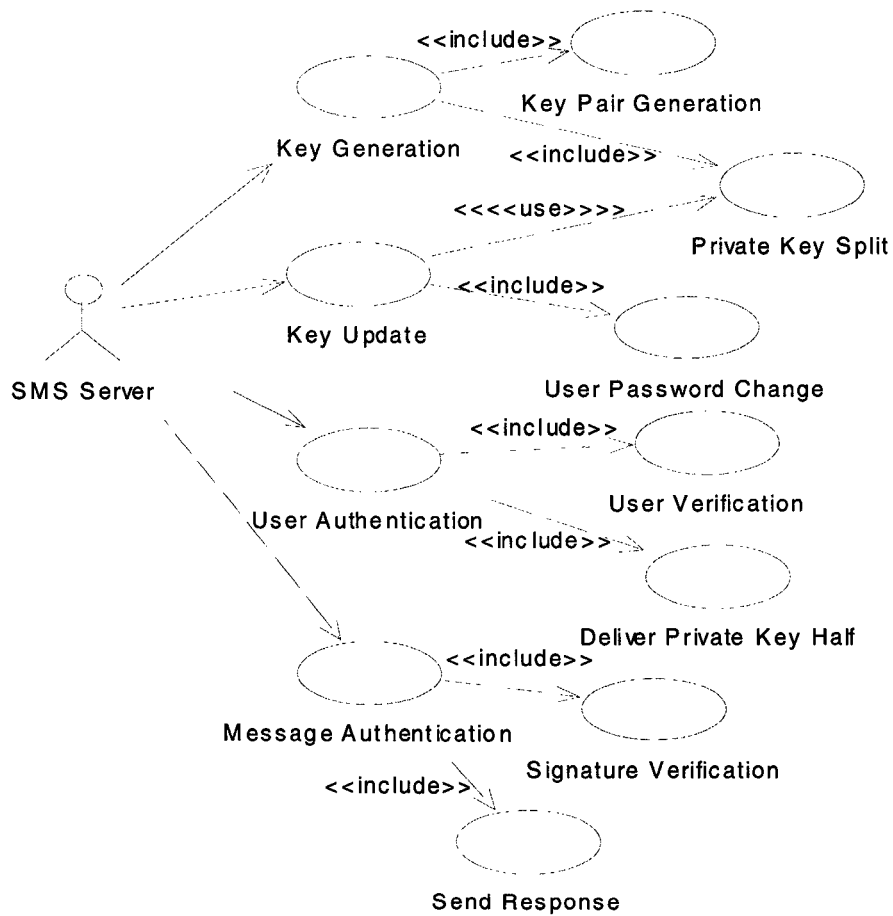 <<include>>
Key Pair Generation
Key Generation
<<include>>
<<<<use>>>>
Private Key Split
<<include>>
Key Update
SMS Server
User Password Change
<<include>>
User Verification
User Authentication
<<include>>
Deliver Private Key Half
<<include>>
Message Authentication
Signature Verification
<<include>>
Send Response